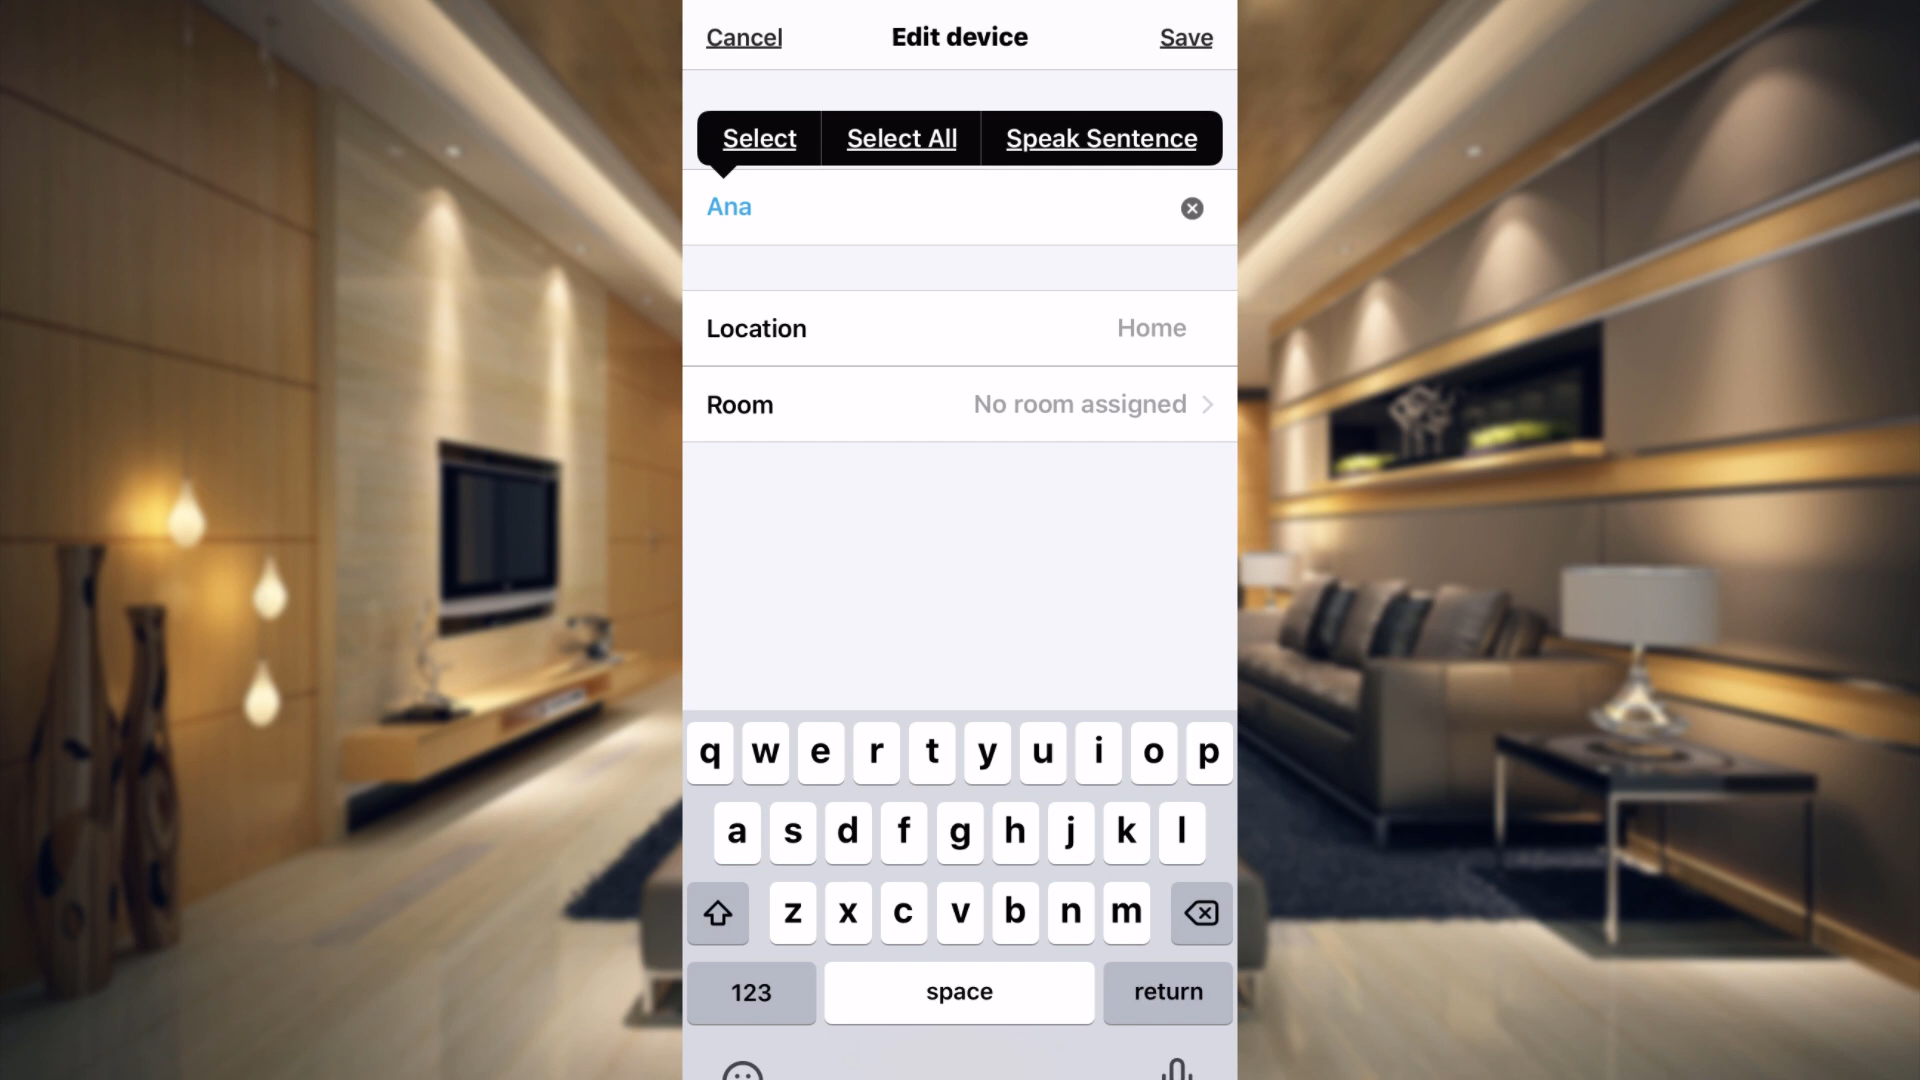 Cancel Edit device Save
Select Select All Speak Sentence
Ana
Location Home
Room No room assigned
q w e r t y u i o p
a s d f g h j k l
z x c v b n m
123 space return